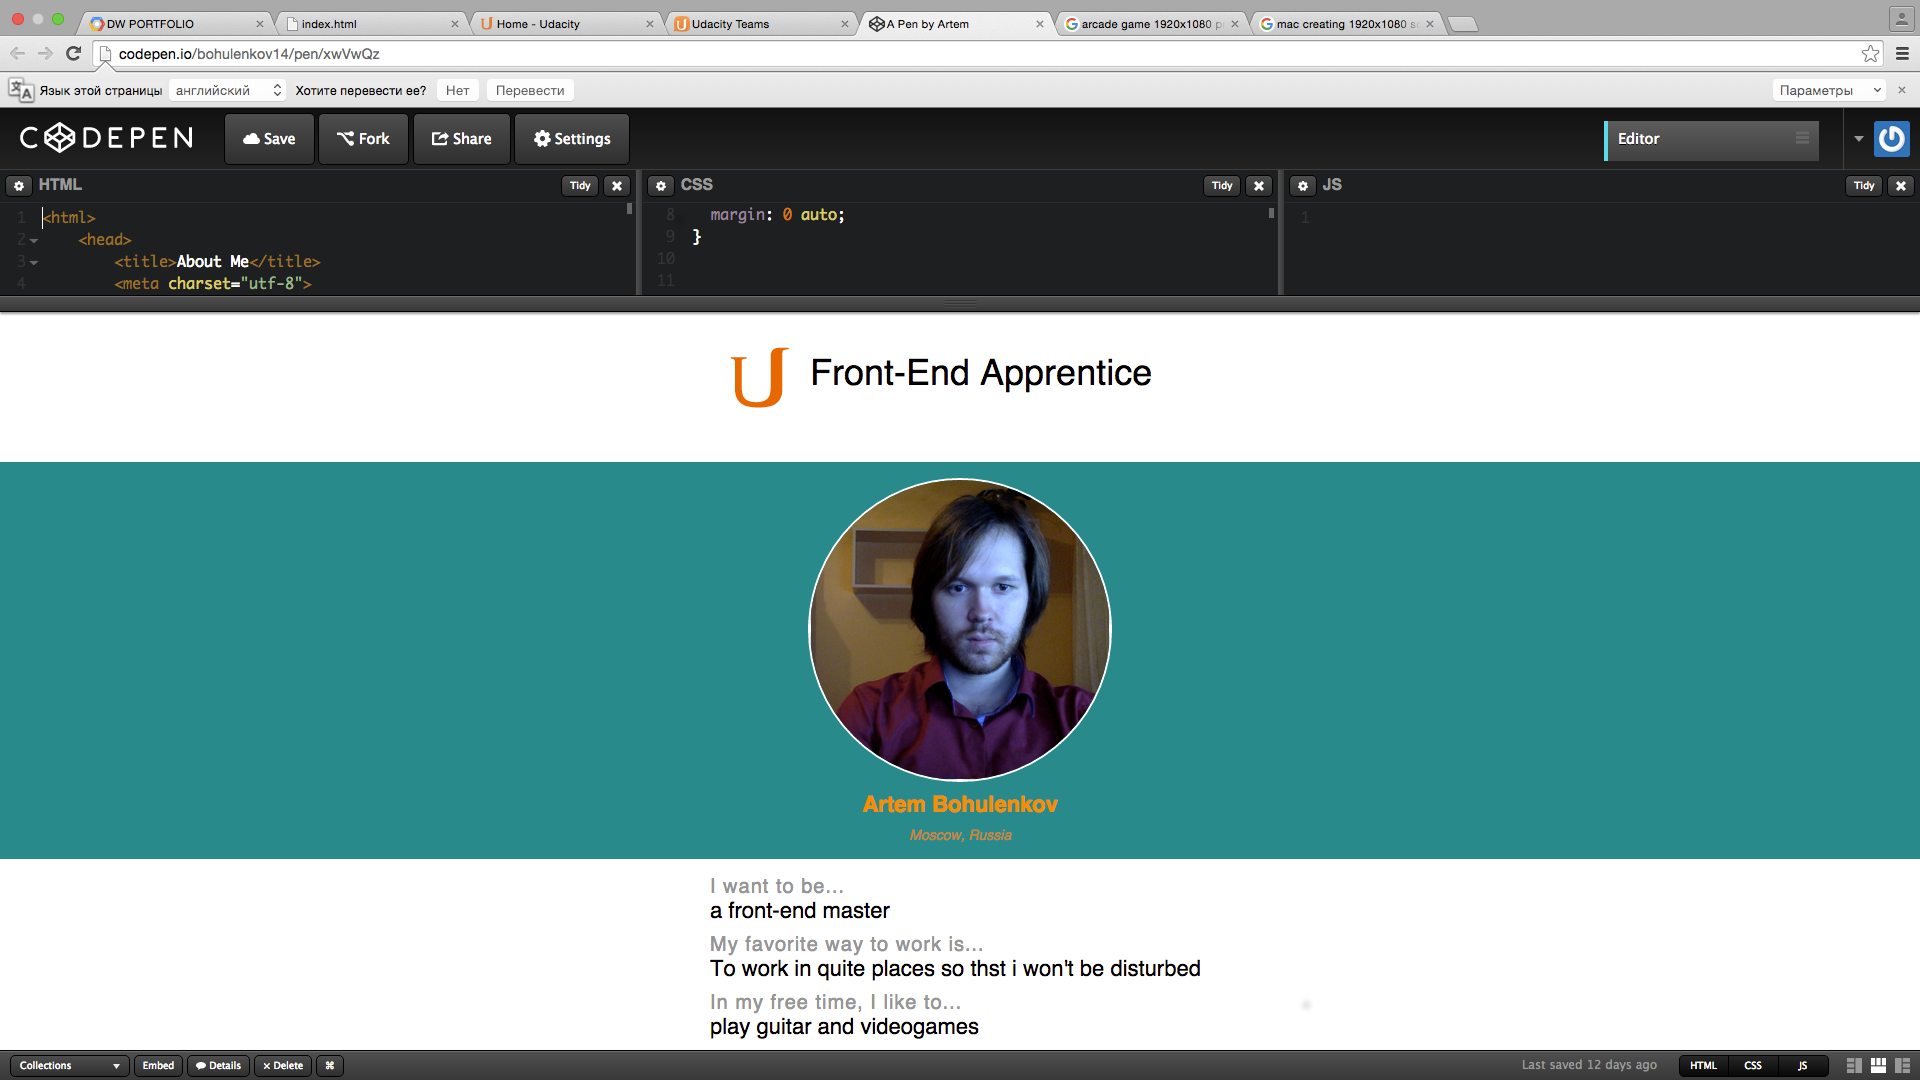 DW PORTFOLIO
index.html
Home - Udacity
Udacity Teams
A Pen by Artem
arcade game 1920x1080 p
mac creating 1920x1080 s
codepen.io/bohulenkov14/pen/xwVwQz
Язык этой страницы английский Хотите перевести ее? Нет Перевести Параметры
CODEPEN Save Fork Share Settings Editor
HTML Tidy
CSS Tidy
JS Tidy
1 <html>
2 <head>
3 <title>About Me</title>
4 <meta charset="utf-8">
8 margin: 0 auto;
9 }
10
11
1
U Front-End Apprentice
Artem Bohulenkov
Moscow, Russia
I want to be...
a front-end master
My favorite way to work is...
To work in quite places so thst i won't be disturbed
In my free time, I like to...
play guitar and videogames
Collections Embed Details x Delete ⌘ Last saved 12 days ago HTML CSS JS